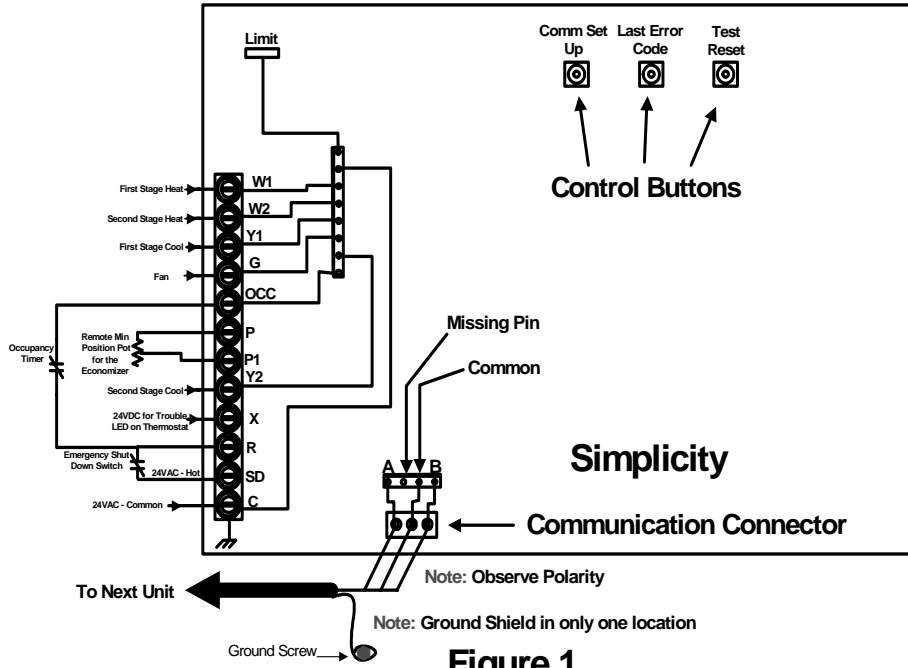 Limit
Comm Set Up
Last Error Code
Test Reset
Control Buttons
First Stage Heat
W1
Second Stage Heat
W2
First Stage Cool
Y1
Fan
G
OCC
Occupancy Timer
Remote Min Position Pot for the Economizer
P
P1
Second Stage Cool
Y2
24VDC for Trouble LED on Thermostat
X
R
Emergency Shut Down Switch
24VAC - Hot
SD
24VAC - Common
C
Missing Pin
Common
A
B
Simplicity
Communication Connector
To Next Unit
Note: Observe Polarity
Note: Ground Shield in only one location
Ground Screw
Figure 1